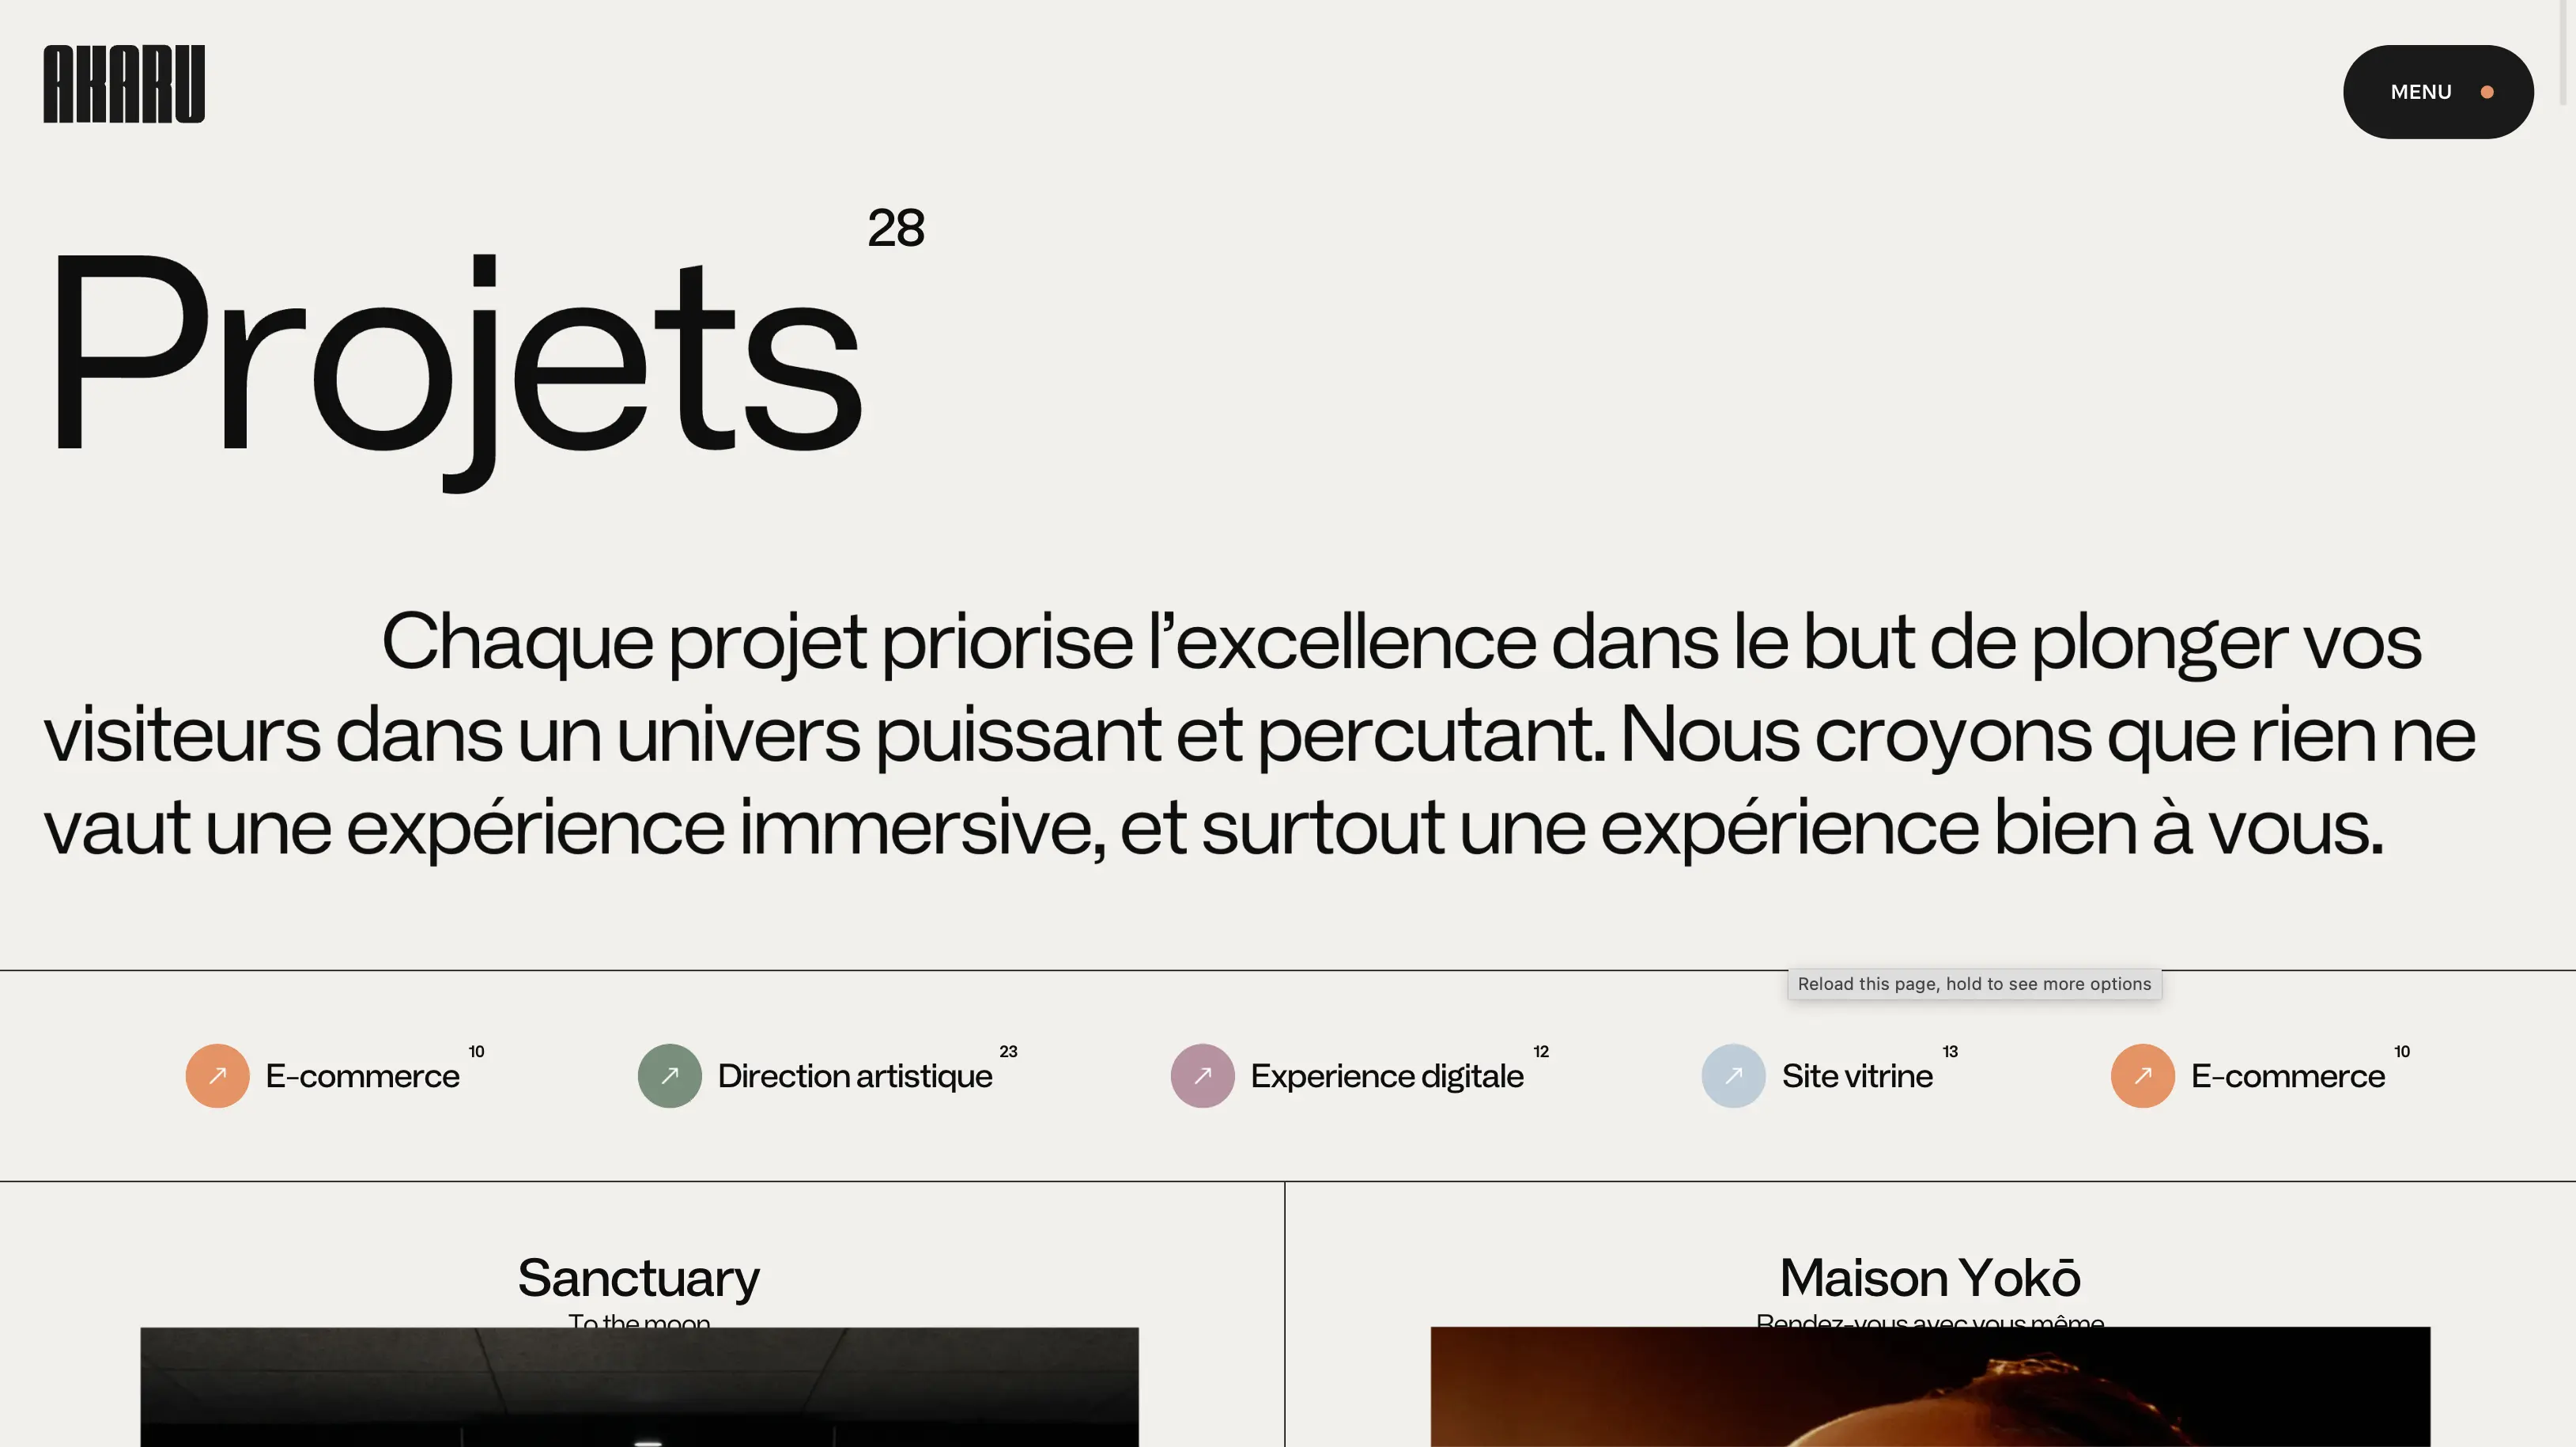 AKARU
MENU
Projets 28
Chaque projet priorise l’excellence dans le but de plonger vos
visiteurs dans un univers puissant et percutant. Nous croyons que rien ne
vaut une expérience immersive, et surtout une expérience bien à vous.
Reload this page, hold to see more options
E-commerce 10
Direction artistique 23
Experience digitale 12
Site vitrine 13
E-commerce 10
Sanctuary
To the moon
Maison Yokō
Rendez-vous avec vous même